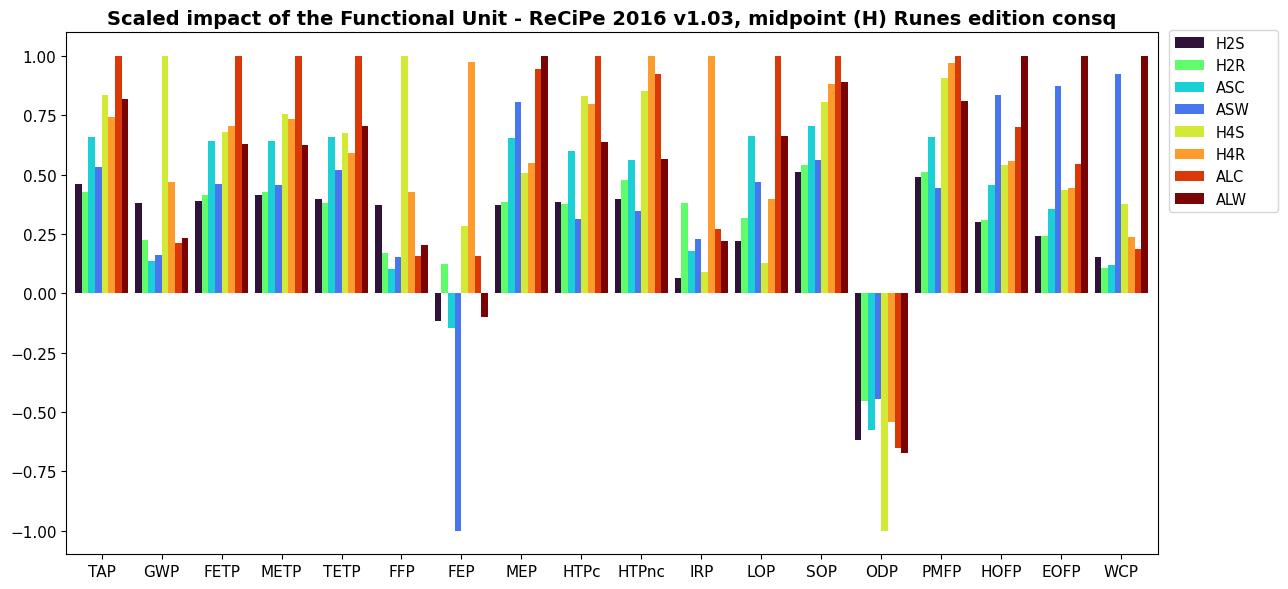 Scaled impact of the Functional Unit - ReCiPe 2016 v1.03, midpoint (H) Runes edition consq
1.00
0.75
0.50
0.25
0.00
−0.25
−0.50
−0.75
−1.00
TAP GWP FETP METP TETP FFP FEP MEP HTPc HTPnc IRP LOP SOP ODP PMFP HOFP EOFP WCP
H2S
H2R
ASC
ASW
H4S
H4R
ALC
ALW